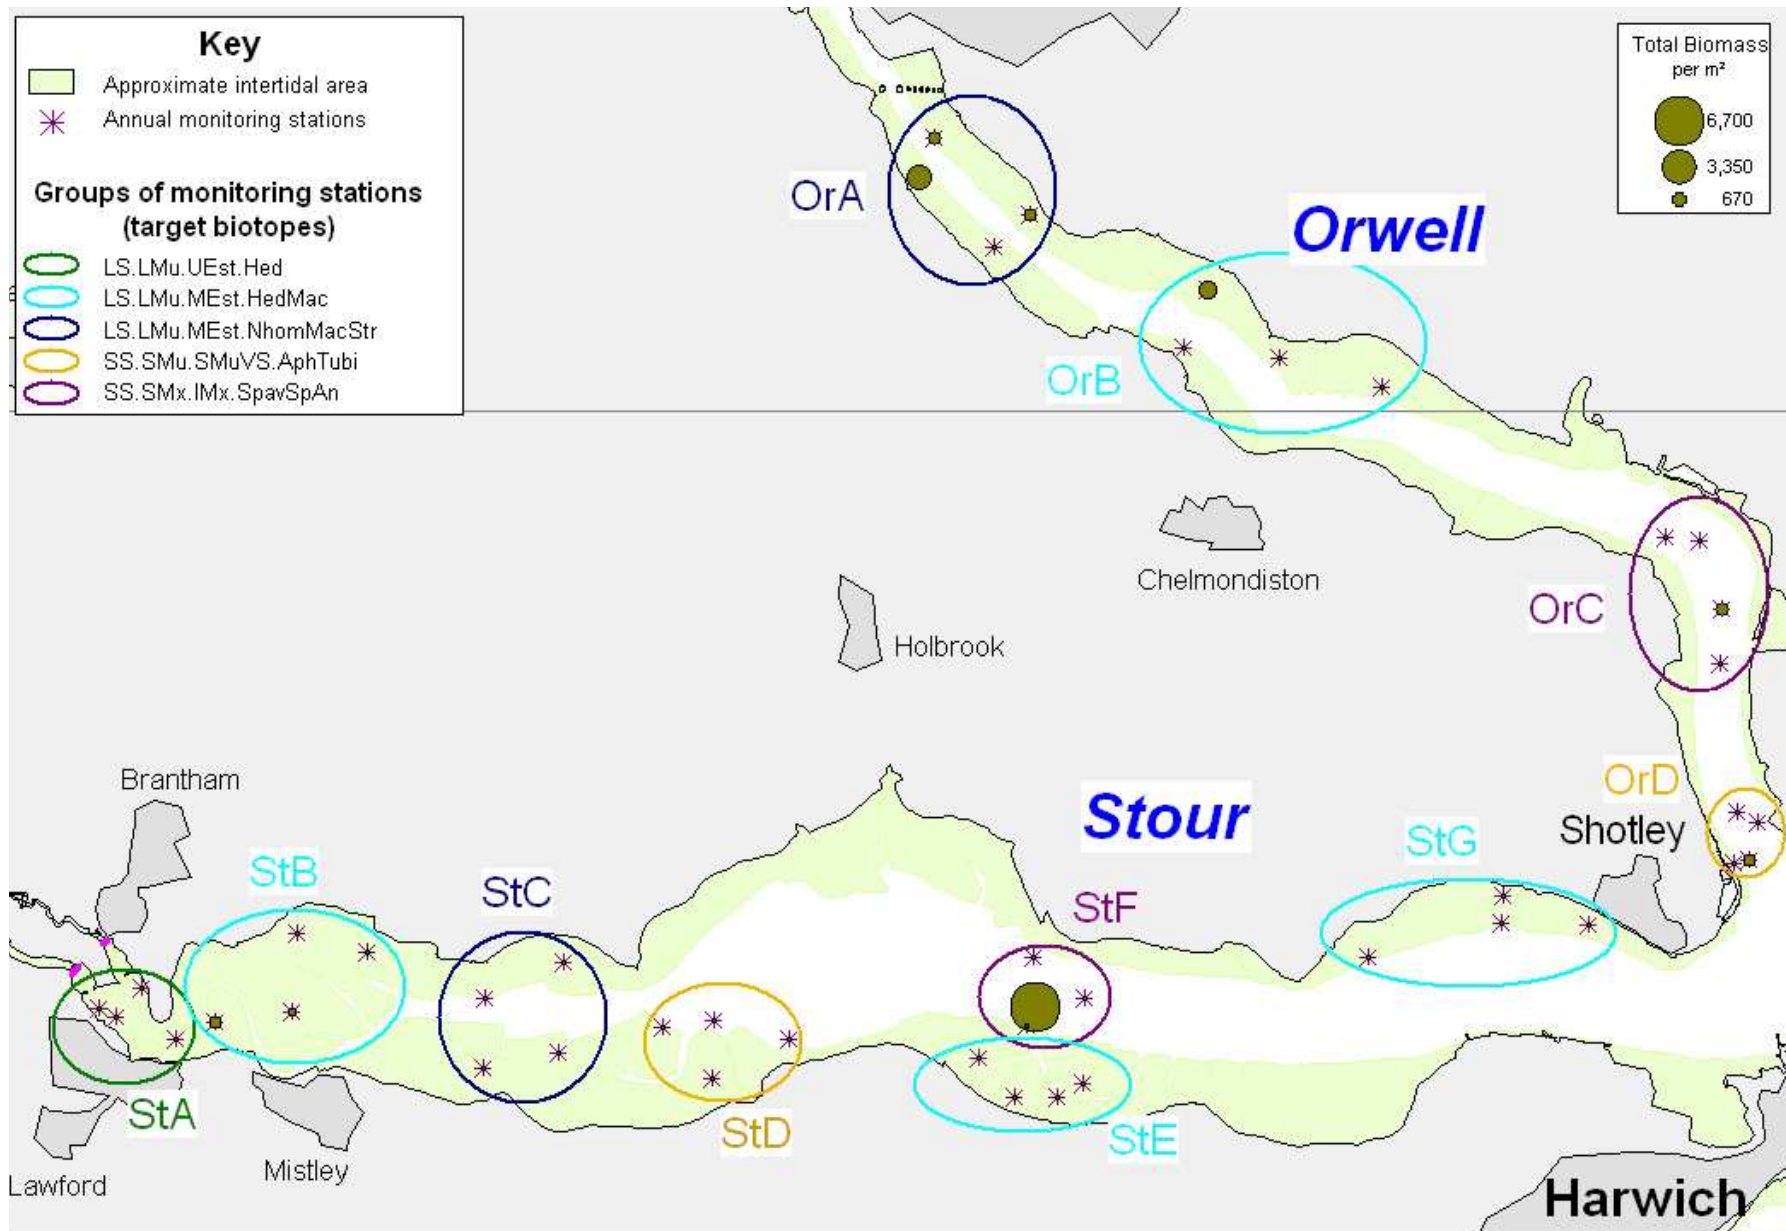 Key
Approximate intertidal area
Annual monitoring stations
Groups of monitoring stations
(target biotopes)
LS.LMu.UEst.Hed
LS.LMu.MEst.HedMac
LS.LMu.MEst.NhomMacStr
SS.SMu.SMuVS.AphTubi
SS.SMx.IMx.SpavSpAn
Total Biomass
per m²
6,700
3,350
670
OrA
Orwell
OrB
Chelmondiston
OrC
Holbrook
Brantham
OrD
Stour
Shotley
StB
StC
StF
StG
StA
StD
StE
Mistley
Lawford
Harwich